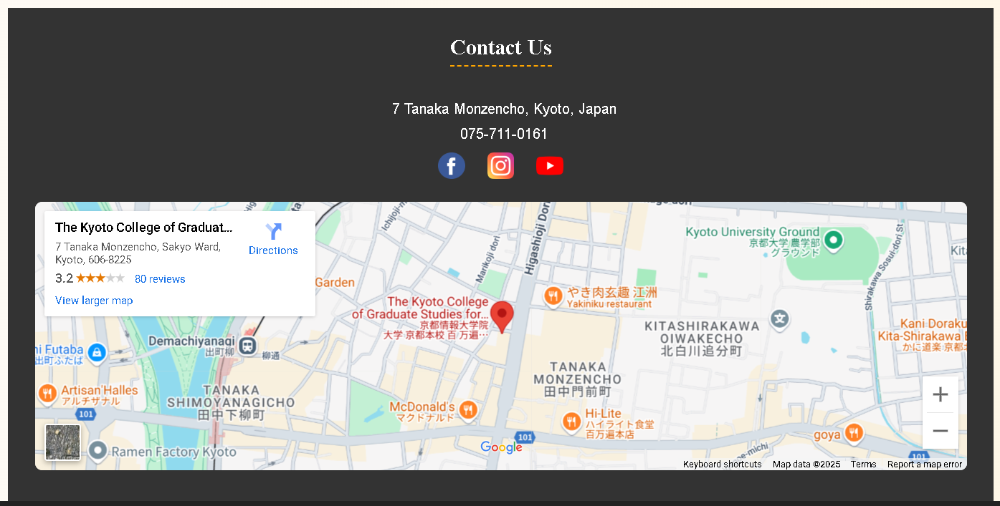 Contact Us
7 Tanaka Monzencho, Kyoto, Japan
075-711-0161
The Kyoto College of Graduat...
7 Tanaka Monzencho, Sakyo Ward,
Kyoto, 606-8225
Directions
3.2
80 reviews
View larger map
Ichijoji-m
Higashioji Dori
Marikoji dori
Garden
Kyoto University Ground
京都大学 農学部
グラウンド
Kita
Shirakawa Sosui-dori St
The Kyoto College
of Graduate Studies for...
京都情報大学院
大学 京都本校 百万遍…
やき肉玄趣 江洲
Yakiniku restaurant
KITASHIRAKAWA
OIWAKECHO
北白川追分町
Kani Doraku
Kita-Shirakawa
かに道楽 京都
Demachiyanagi
出町柳
柳通
ni Futaba
出町ふたば
TANAKA
MONZENCHO
田中門前町
Artisan'Halles
アルチザナル
101
TANAKA
SHIMOYANAGICHO
田中下柳町
McDonald's
マクドナルド
Hi-Lite
ハイライト食堂
百万遍本店
101
goya
Ramen Factory Kyoto
Google
e-michi
101
Keyboard shortcuts
Map data ©2025
Terms
Report a map error